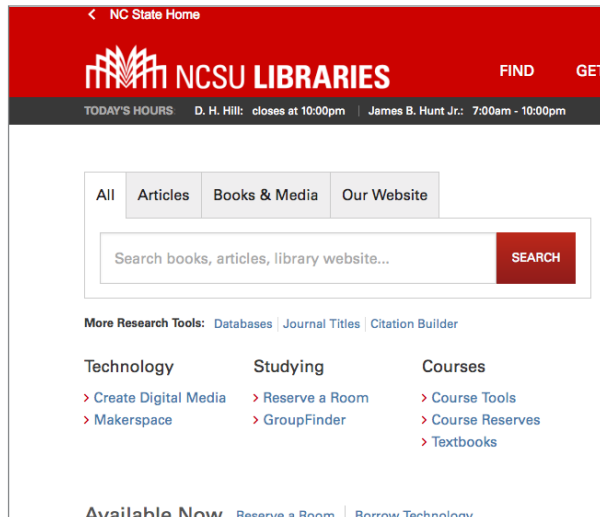 NC State Home
NCSU LIBRARIES FIND GET
TODAY'S HOURS: D. H. Hill: closes at 10:00pm | James B. Hunt Jr.: 7:00am - 10:00pm
All Articles Books & Media Our Website
Search books, articles, library website... SEARCH
More Research Tools: Databases | Journal Titles | Citation Builder
Technology Studying Courses
> Create Digital Media > Reserve a Room > Course Tools
> Makerspace > GroupFinder > Course Reserves
> Textbooks
Available Now Reserve a Room | Borrow Technology